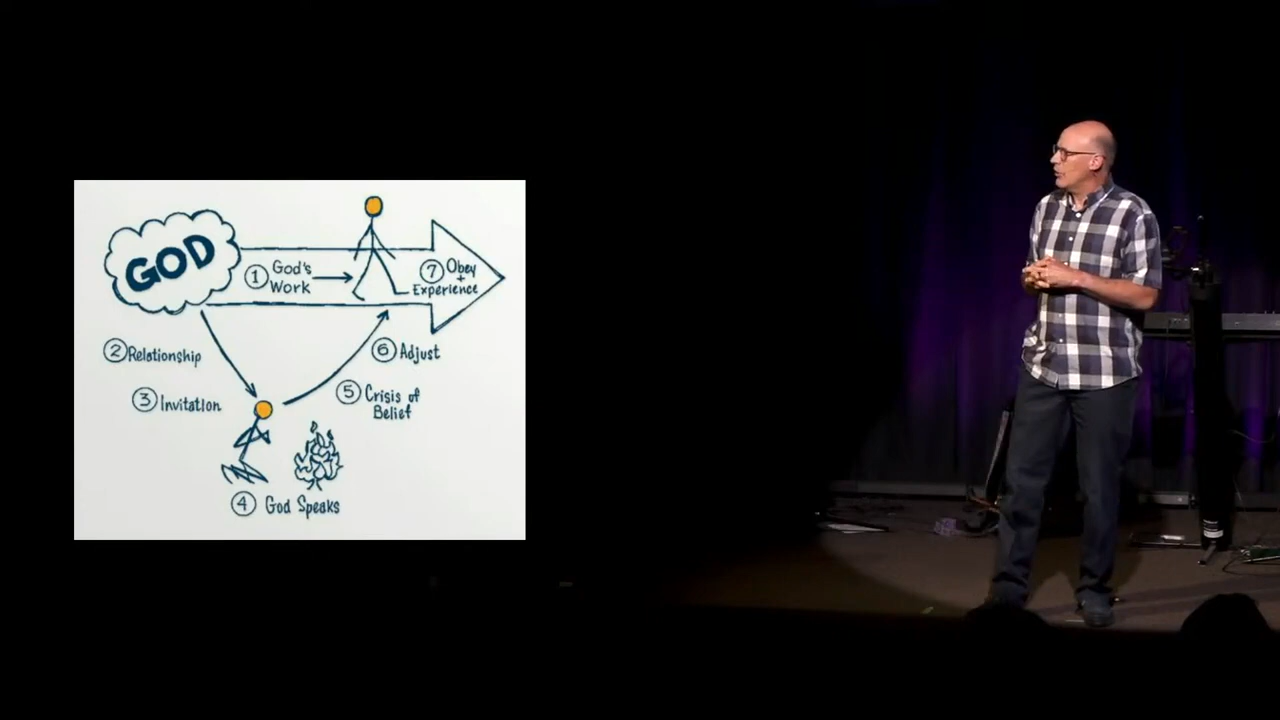 GOD
1 God's
Work
7 Obey
+
Experience
2 Relationship
3 Invitation
6 Adjust
5 Crisis of
Belief
4 God Speaks